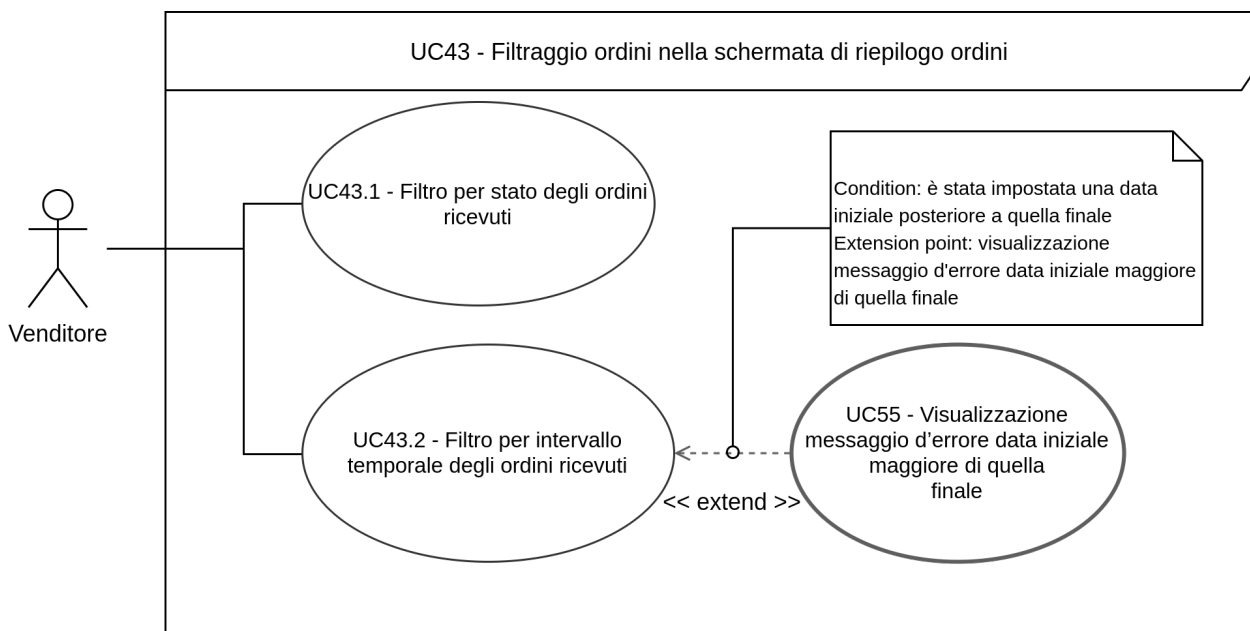 UC43 - Filtraggio ordini nella schermata di riepilogo ordini
UC43.1 - Filtro per stato degli ordini
ricevuti
Condition: è stata impostata una data
iniziale posteriore a quella finale
Extension point: visualizzazione
messaggio d'errore data iniziale maggiore
di quella finale
Venditore
UC43.2 - Filtro per intervallo
temporale degli ordini ricevuti
<< extend >>
UC55 - Visualizzazione
messaggio d’errore data iniziale
maggiore di quella
finale